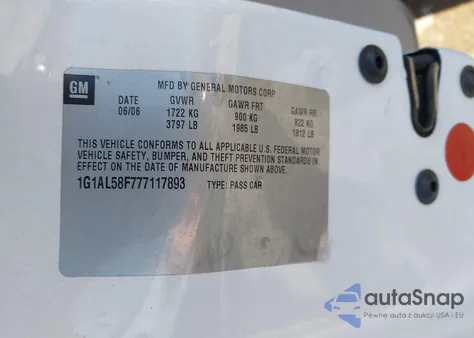 GM
MFD BY GENERAL MOTORS CORP
DATE GVWR GAWR FRT GAWR RR
06/06 1722 KG 900 KG 822 KG
3797 LB 1985 LB 1812 LB
THIS VEHICLE CONFORMS TO ALL APPLICABLE U.S. FEDERAL MOTOR
VEHICLE SAFETY, BUMPER, AND THEFT PREVENTION STANDARDS IN
EFFECT ON THE DATE OF MANUFACTURE SHOWN ABOVE.
1G1AL58F777117893 TYPE: PASS CAR
autoSnap
Pewne auta z aukcji USA i EU